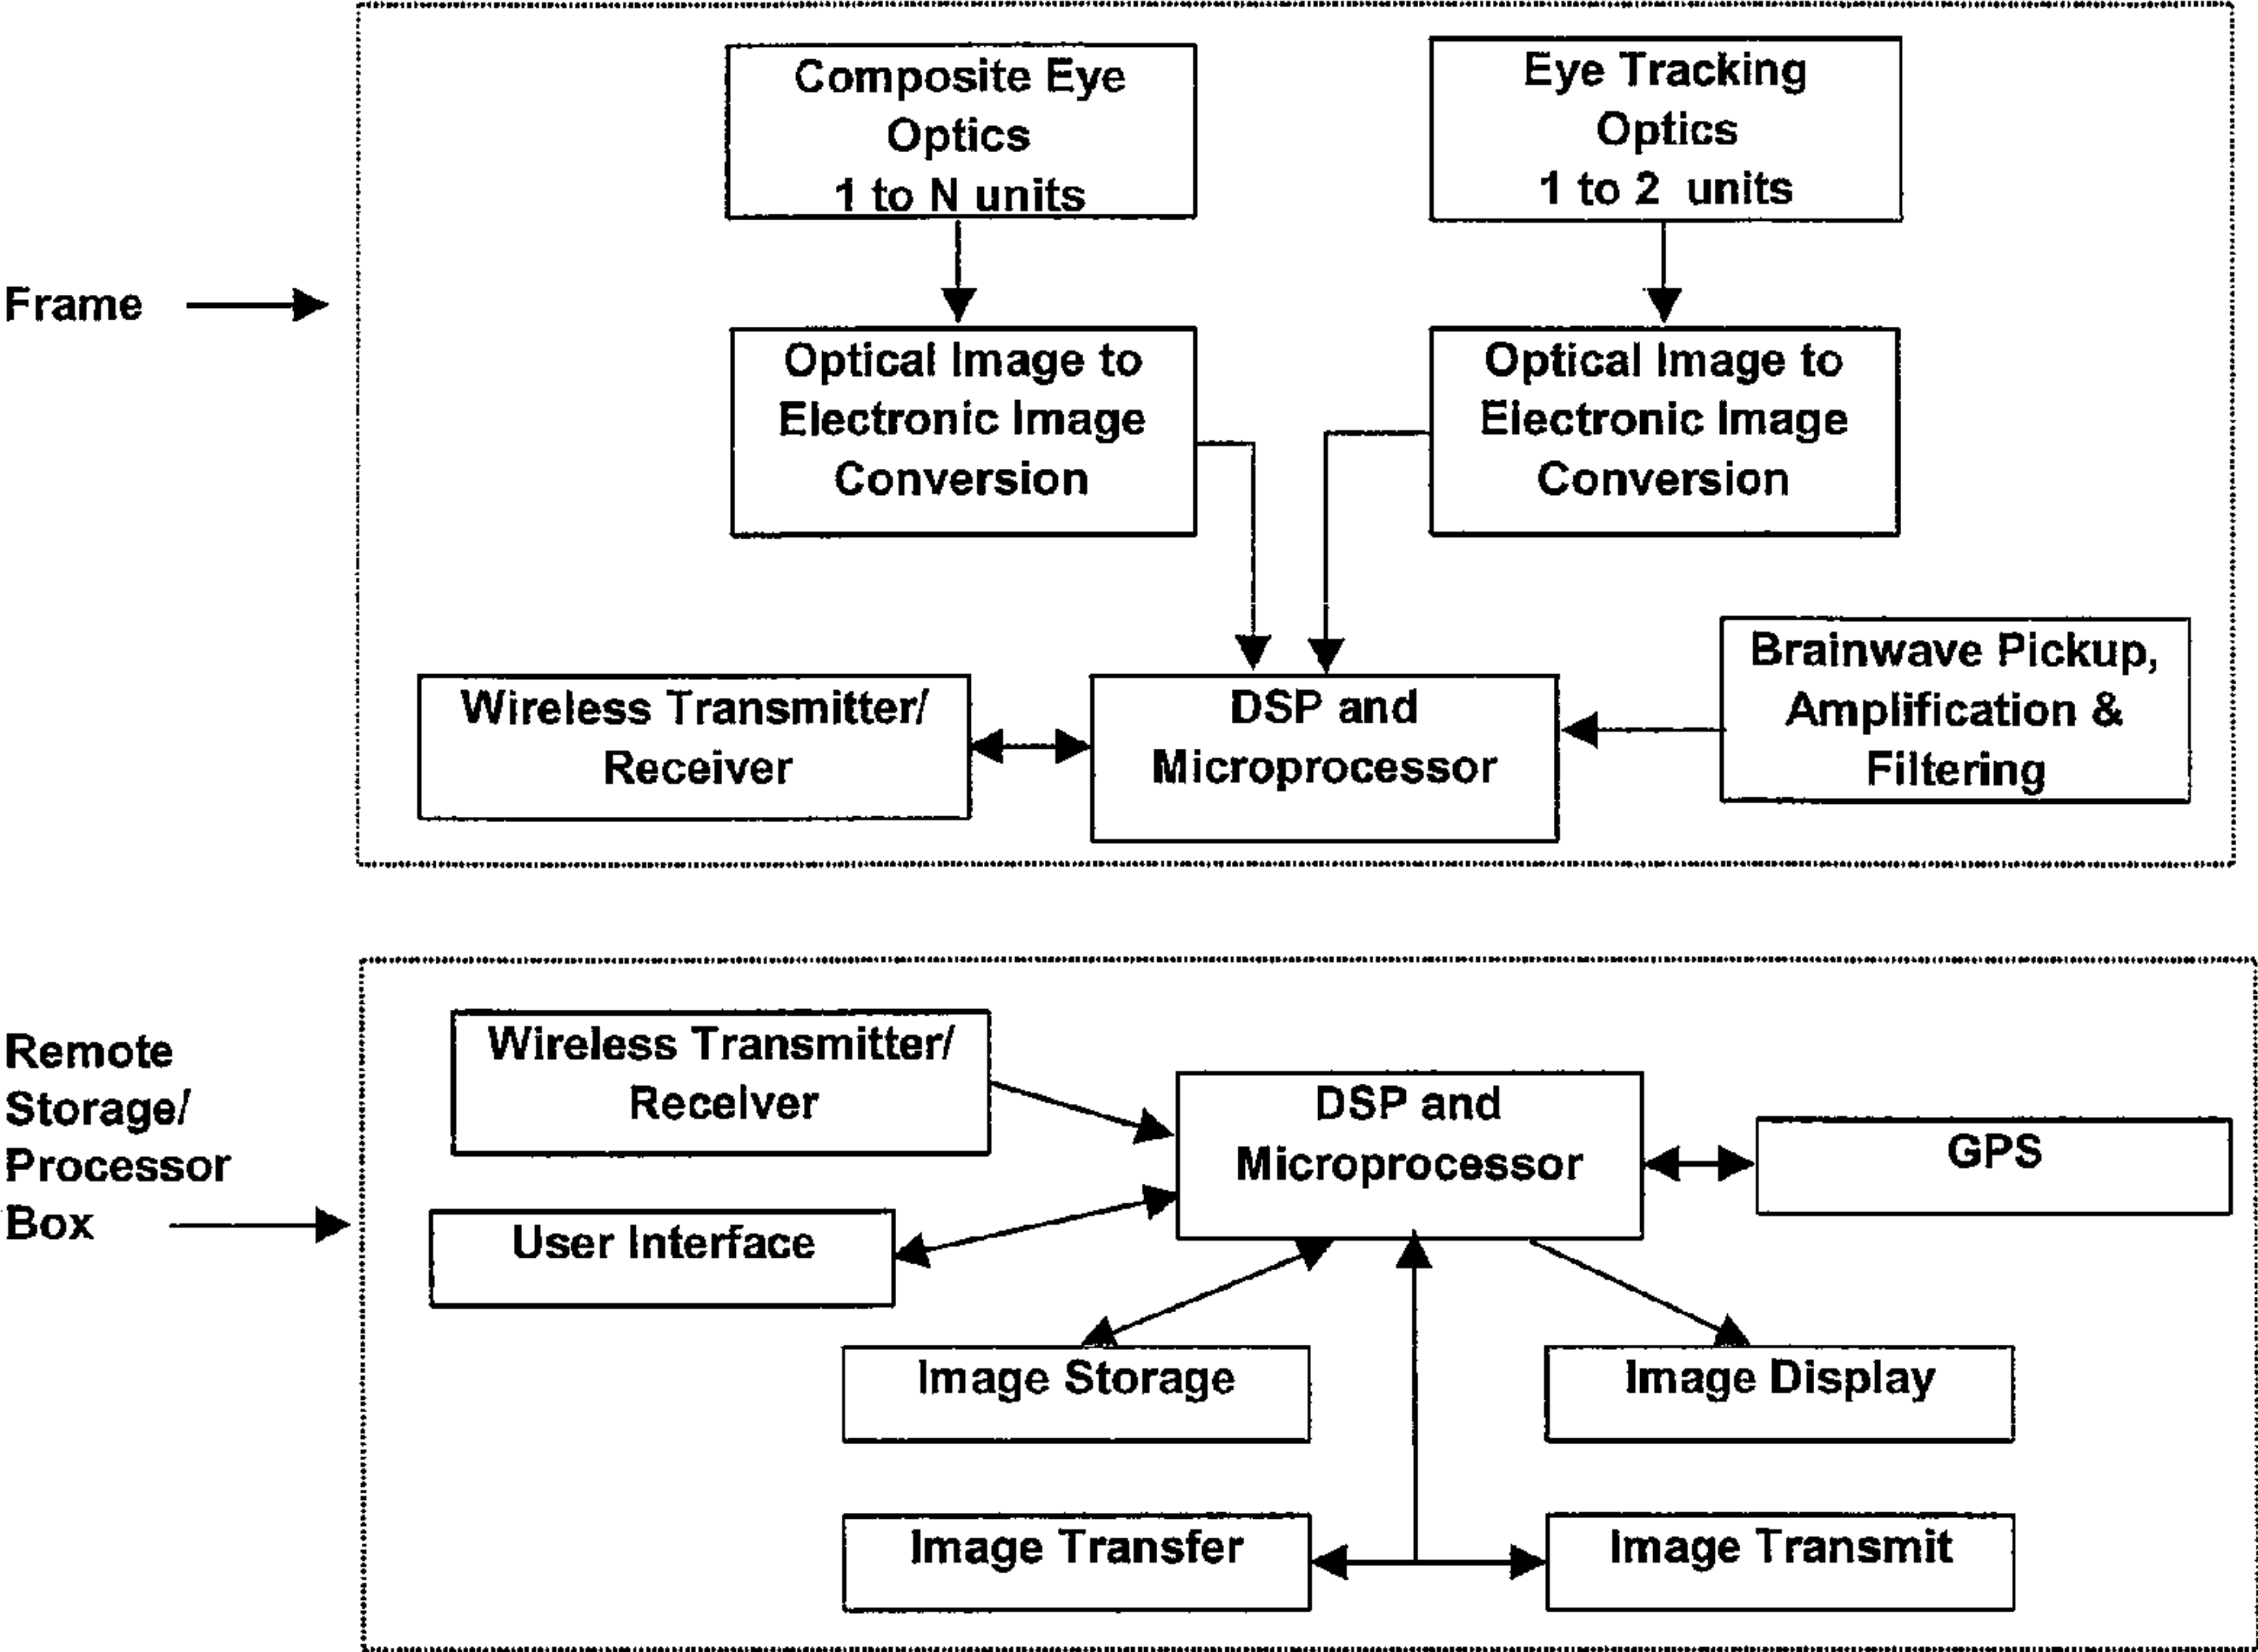 Composite Eye
Optics
1 to N units
Eye Tracking
Optics
1 to 2 units
Frame
Optical Image to
Electronic Image
Conversion
Optical Image to
Electronic Image
Conversion
Wireless Transmitter/
Receiver
DSP and
Microprocessor
Brainwave Pickup,
Amplification &
Filtering
Remote
Storage/
Processor
Box
Wireless Transmitter/
Receiver
DSP and
Microprocessor
GPS
User Interface
Image Storage
Image Display
Image Transfer
Image Transmit